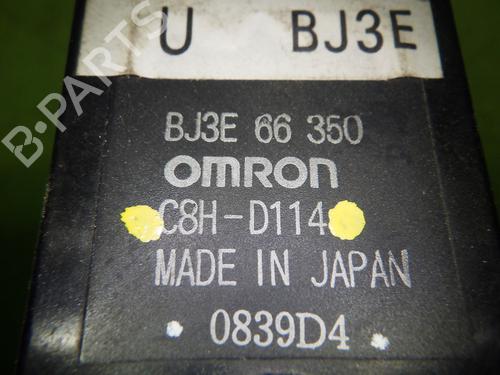 U BJ3E
BJ3E 66 350
OMRON
C8H-D114
MADE IN JAPAN
0839D4
B-PARTS